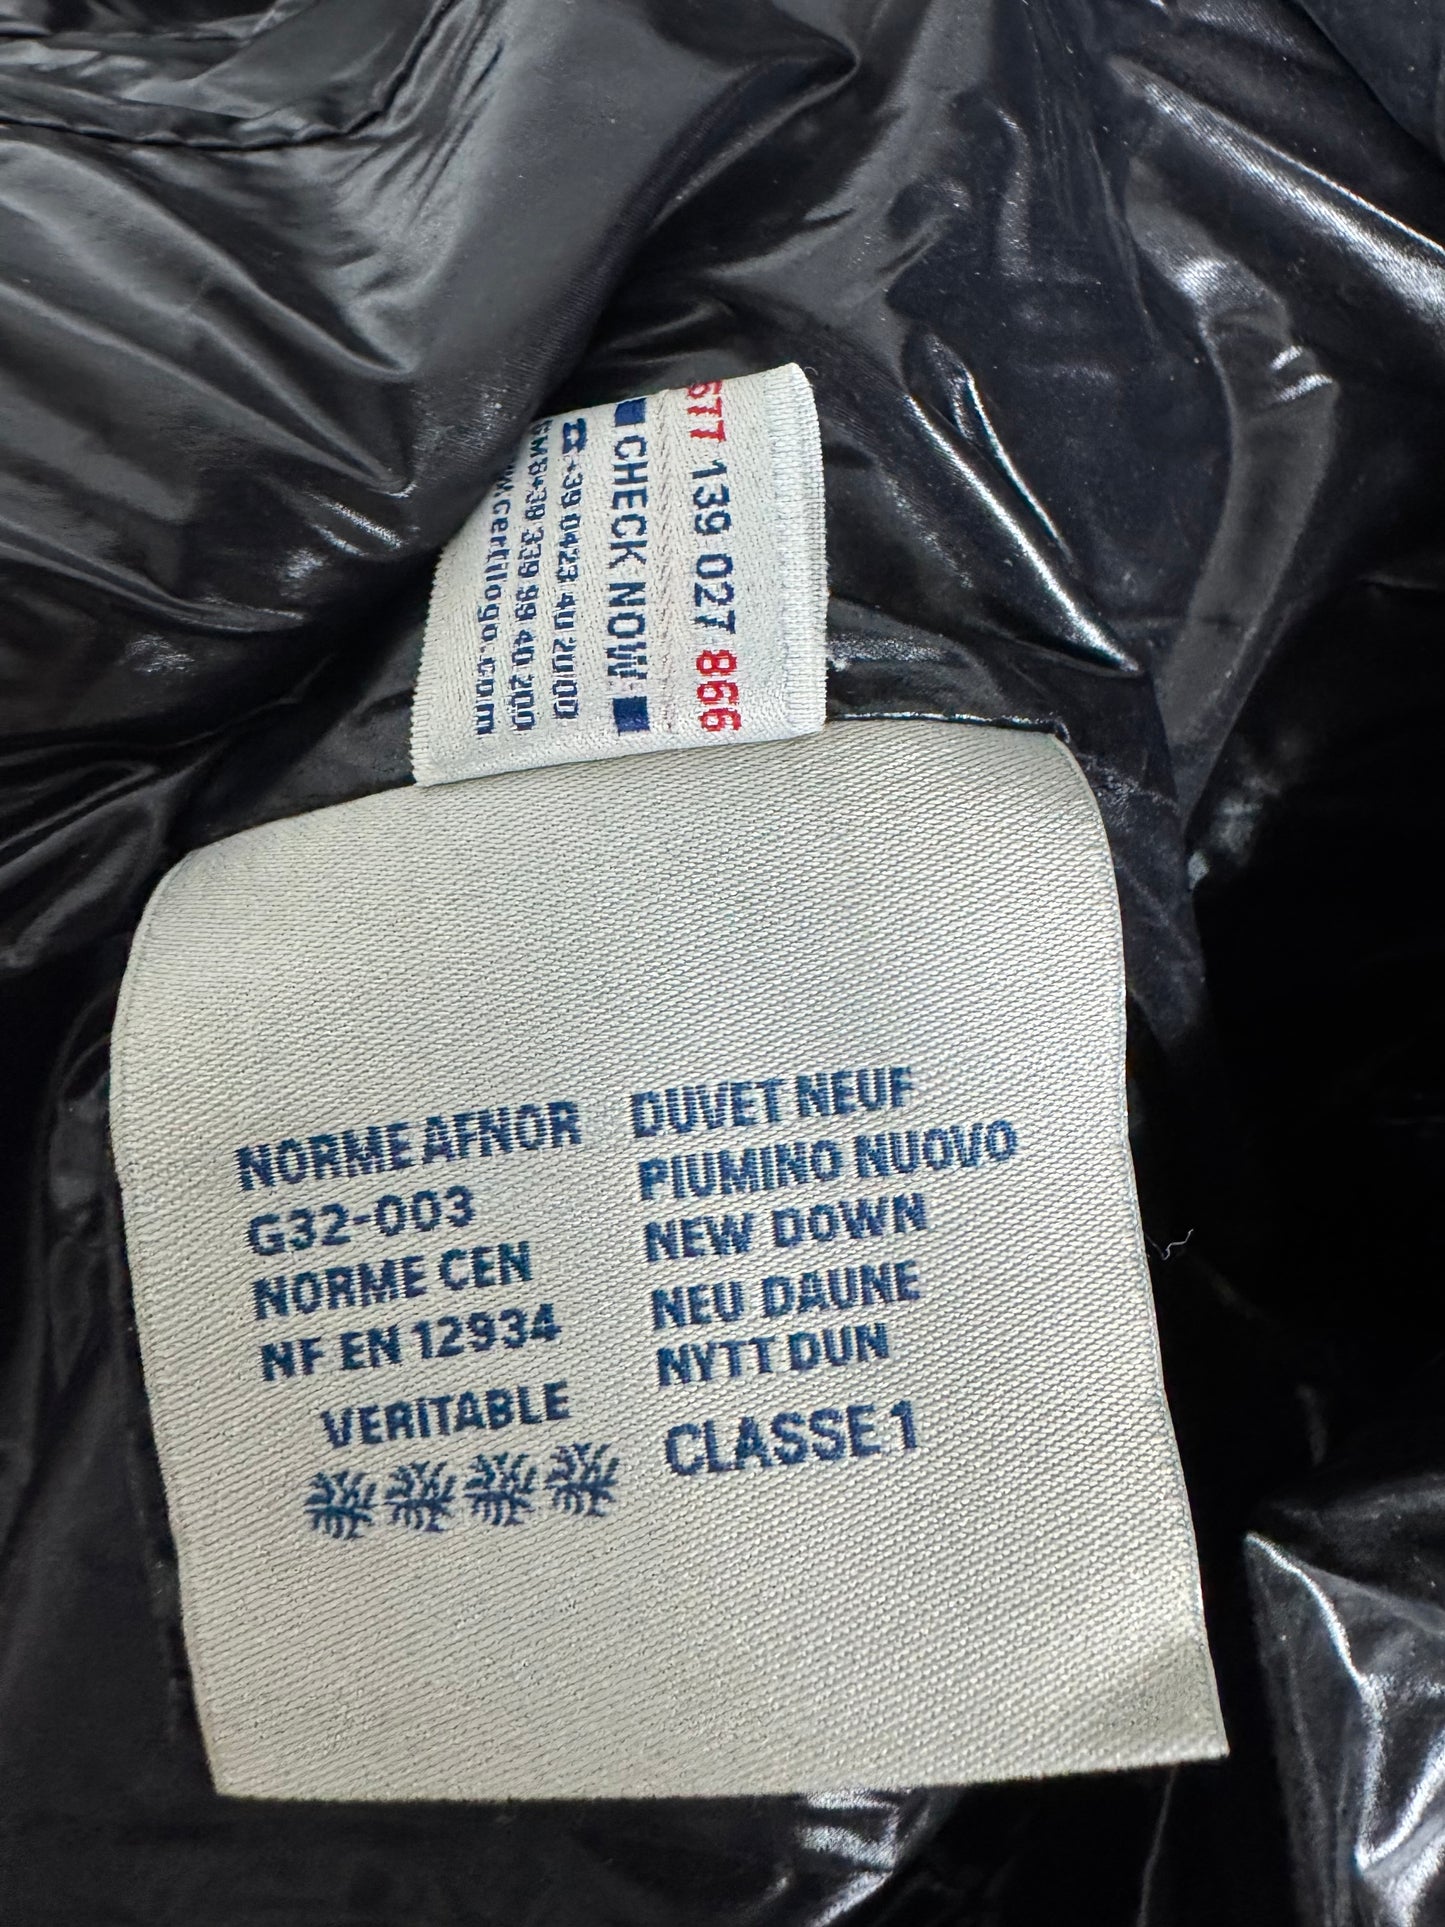 577 139 027 866
CHECK NOW
+39 0423 40 2000
+39 339 99 40 200
www.certilogo.com
NORME AFNOR
G32-003
NORME CEN
NF EN 12934
VERITABLE
DUVET NEUF
PIUMINO NUOVO
NEW DOWN
NEU DAUNE
NYTT DUN
CLASSE 1